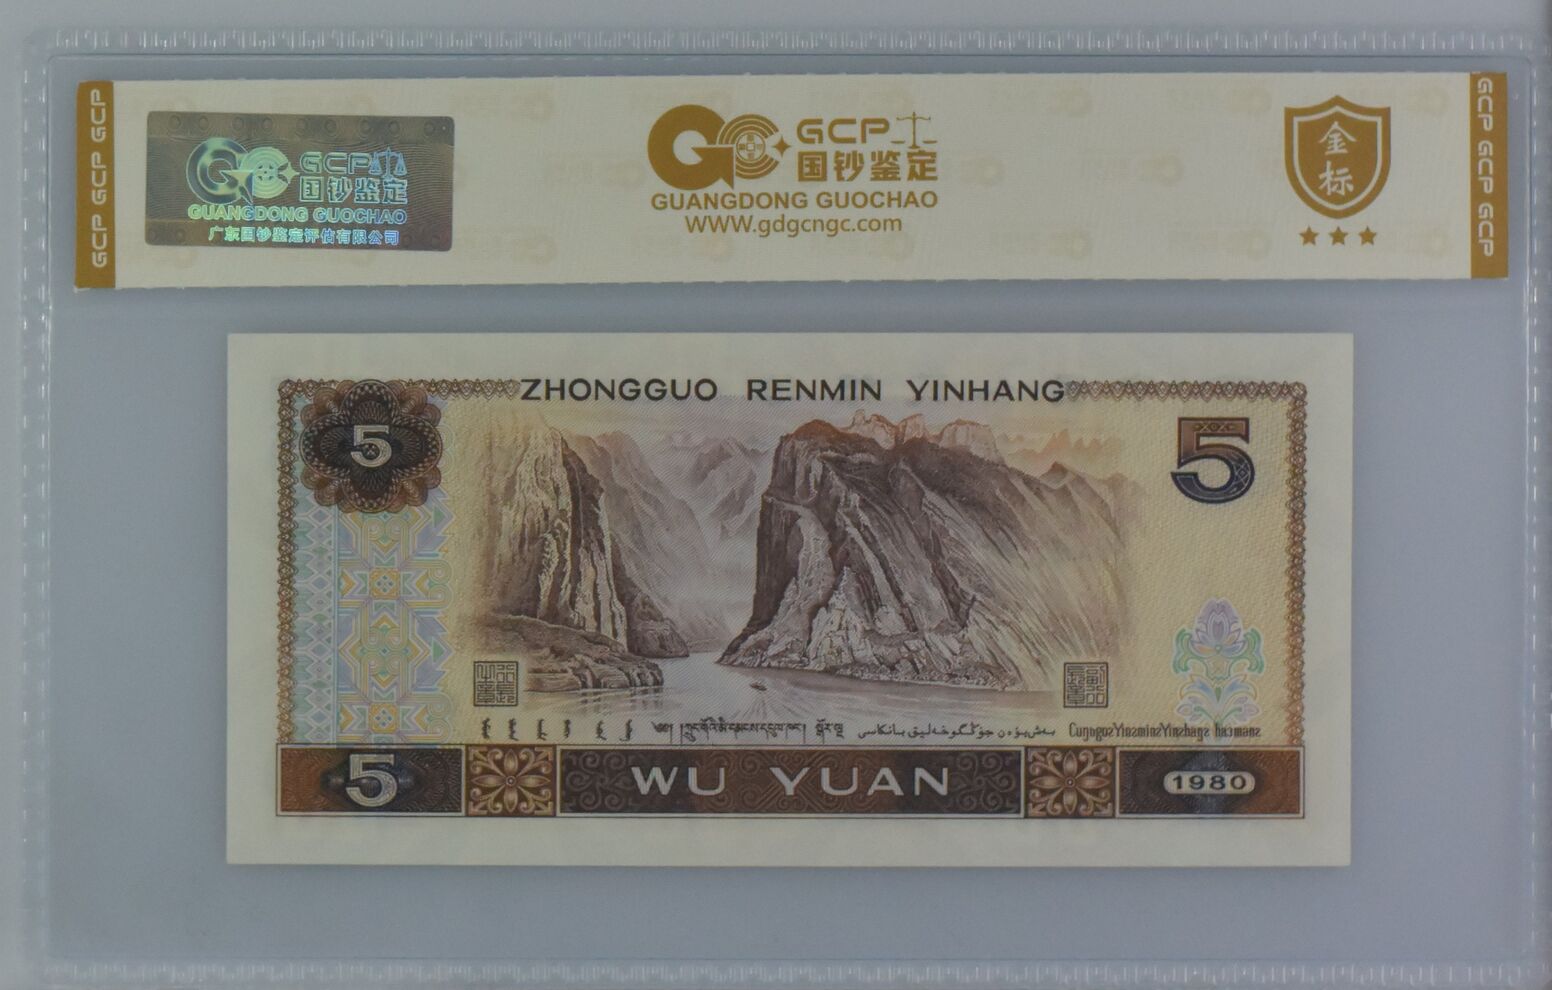 GCP GCP GCP
GCP
国钞鉴定
GUANGDONG GUOCHAO
广东国钞鉴定评估有限公司
GCP
国钞鉴定
GUANGDONG GUOCHAO
WWW.gdgcngc.com
金
标
GCP GCP GCP
ZHONGGUO RENMIN YINHANG
5
5
5
WU YUAN
1980